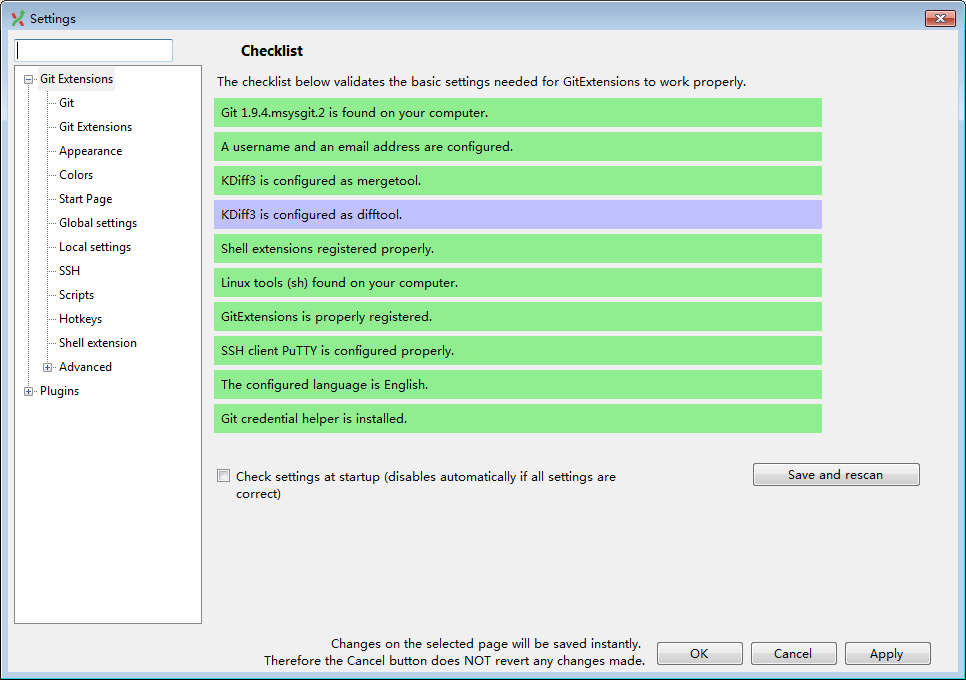 Settings
Git Extensions
Git
Git Extensions
Appearance
Colors
Start Page
Global settings
Local settings
SSH
Scripts
Hotkeys
Shell extension
Advanced
Plugins
Checklist
The checklist below validates the basic settings needed for GitExtensions to work properly.
Git 1.9.4.msysgit.2 is found on your computer.
A username and an email address are configured.
KDiff3 is configured as mergetool.
KDiff3 is configured as difftool.
Shell extensions registered properly.
Linux tools (sh) found on your computer.
GitExtensions is properly registered.
SSH client PuTTY is configured properly.
The configured language is English.
Git credential helper is installed.
Check settings at startup (disables automatically if all settings are
correct)
Save and rescan
Changes on the selected page will be saved instantly.
Therefore the Cancel button does NOT revert any changes made.
OK
Cancel
Apply